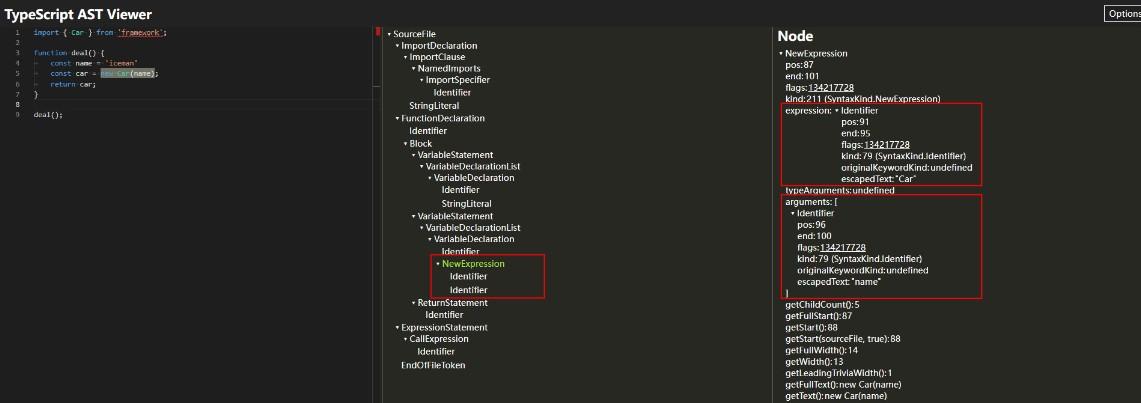 TypeScript AST Viewer
Options
1 import { Car } from 'framework';
2
3 function deal() {
4 const name = 'iceman'
5 const car = new Car(name);
6 return car;
7 }
8
9 deal();
SourceFile
ImportDeclaration
ImportClause
NamedImports
ImportSpecifier
Identifier
StringLiteral
FunctionDeclaration
Identifier
Block
VariableStatement
VariableDeclarationList
VariableDeclaration
Identifier
StringLiteral
VariableStatement
VariableDeclarationList
VariableDeclaration
Identifier
NewExpression
Identifier
Identifier
ReturnStatement
Identifier
ExpressionStatement
CallExpression
Identifier
EndOfFileToken
Node
NewExpression
pos:87
end:101
flags:134217728
kind:211 (SyntaxKind.NewExpression)
expression: Identifier
pos:91
end:95
flags:134217728
kind:79 (SyntaxKind.Identifier)
originalKeywordKind:undefined
escapedText:"Car"
typeArguments:undefined
arguments: [
Identifier
pos:96
end:100
flags:134217728
kind:79 (SyntaxKind.Identifier)
originalKeywordKind:undefined
escapedText:"name"
]
getChildCount():5
getFullStart():87
getStart():88
getStart(sourceFile, true):88
getFullWidth():14
getWidth():13
getLeadingTriviaWidth():1
getFullText():new Car(name)
getText():new Car(name)